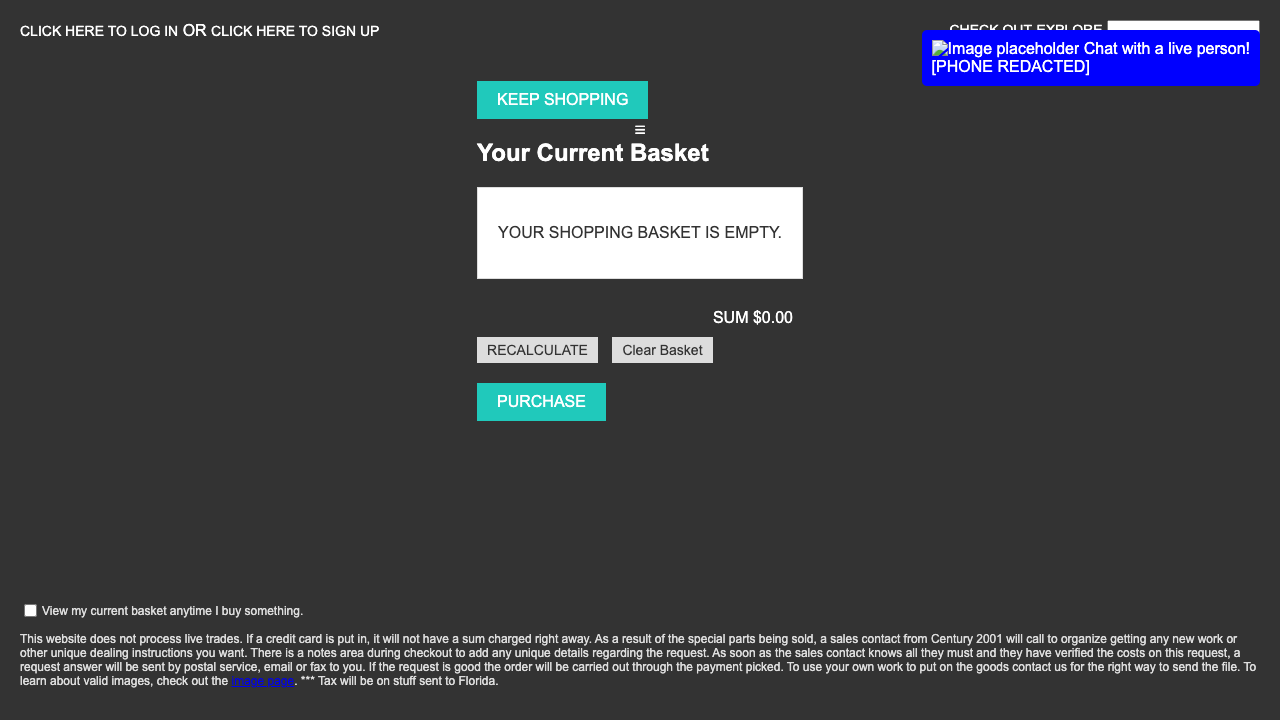 CLICK HERE TO LOG IN OR CLICK HERE TO SIGN UP
CHECK OUT EXPLORE
Image placeholder Chat with a live person!
[PHONE REDACTED]
KEEP SHOPPING
≡
Your Current Basket
YOUR SHOPPING BASKET IS EMPTY.
SUM $0.00
RECALCULATE Clear Basket
PURCHASE
View my current basket anytime I buy something.
This website does not process live trades. If a credit card is put in, it will not have a sum charged right away. As a result of the special parts being sold, a sales contact from Century 2001 will call to organize getting any new work or
other unique dealing instructions you want. There is a notes area during checkout to add any unique details regarding the request. As soon as the sales contact knows all they must and they have verified the costs on this request, a
request answer will be sent by postal service, email or fax to you. If the request is good the order will be carried out through the payment picked. To use your own work to put on the goods contact us for the right way to send the file. To
learn about valid images, check out the image page. *** Tax will be on stuff sent to Florida.